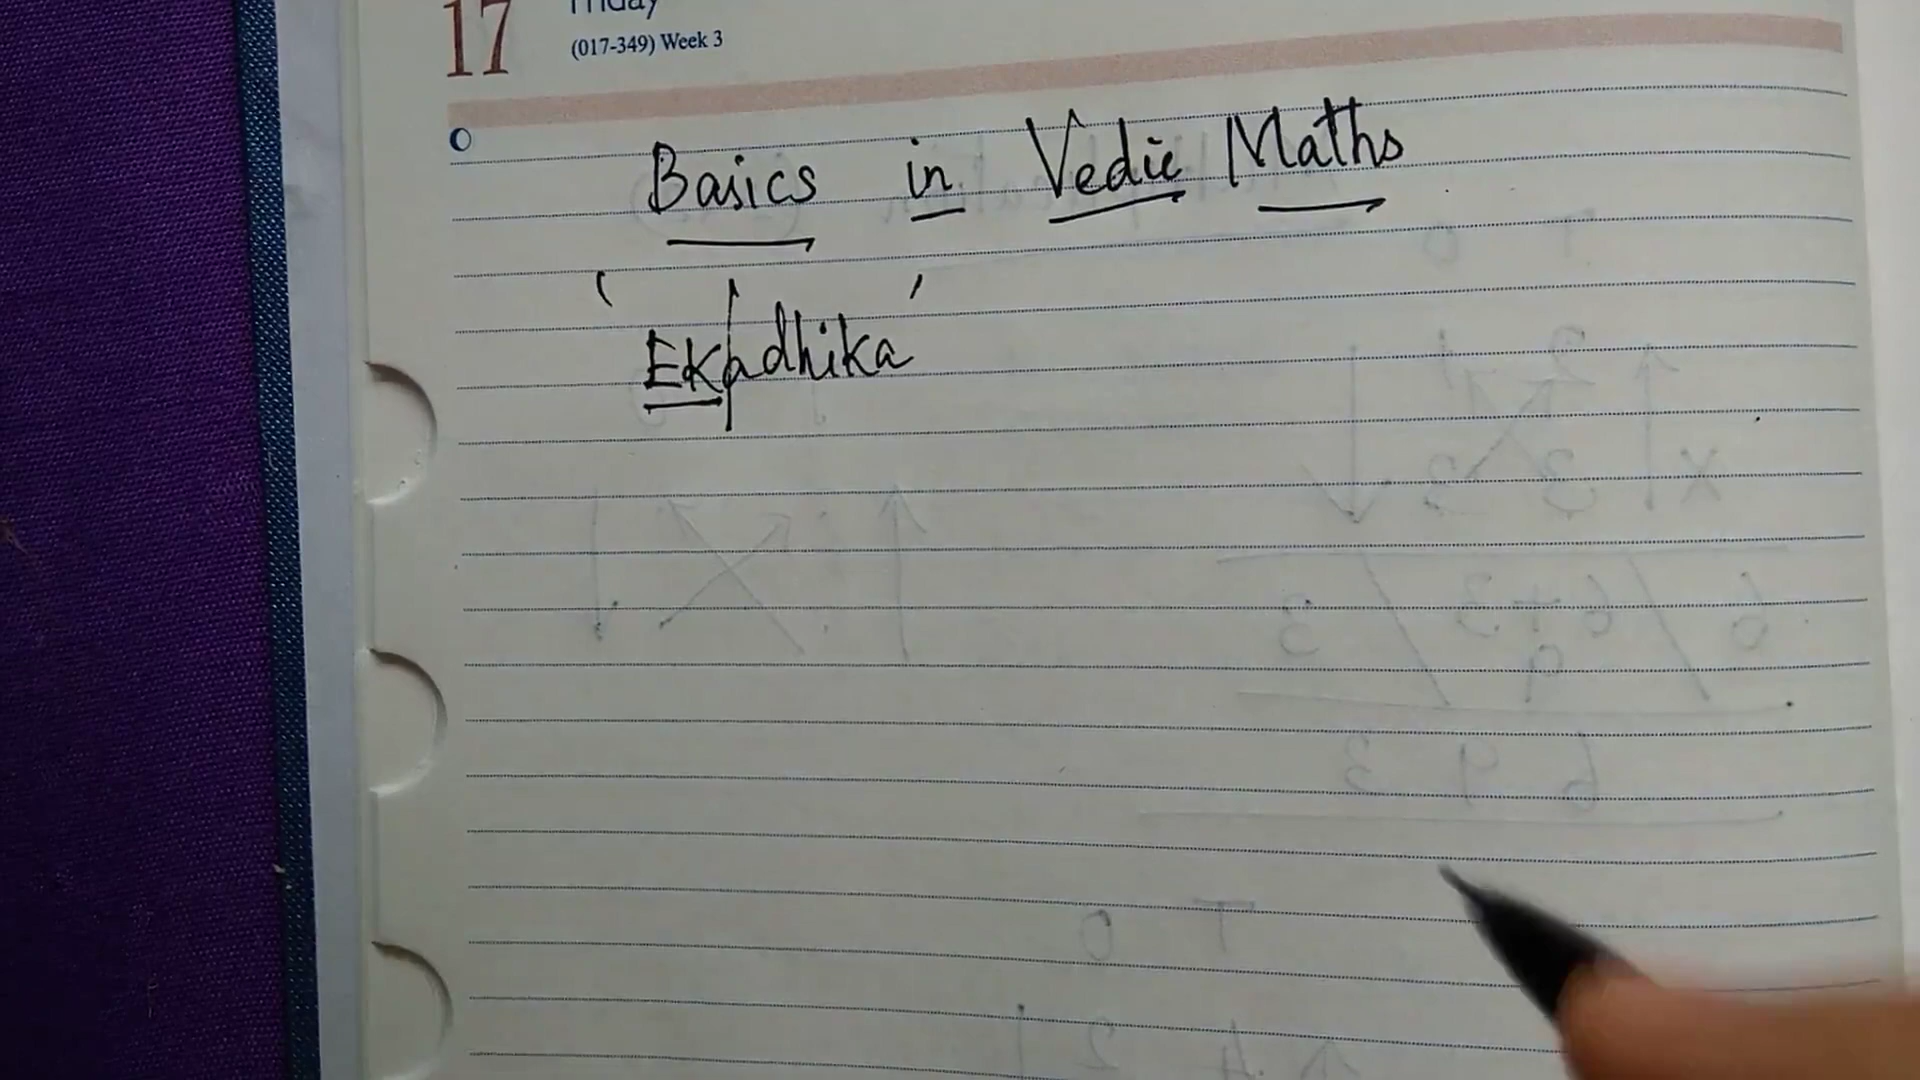 17 Friday
(017-349) Week 3
Basics in Vedic Maths
‘EKadhika’